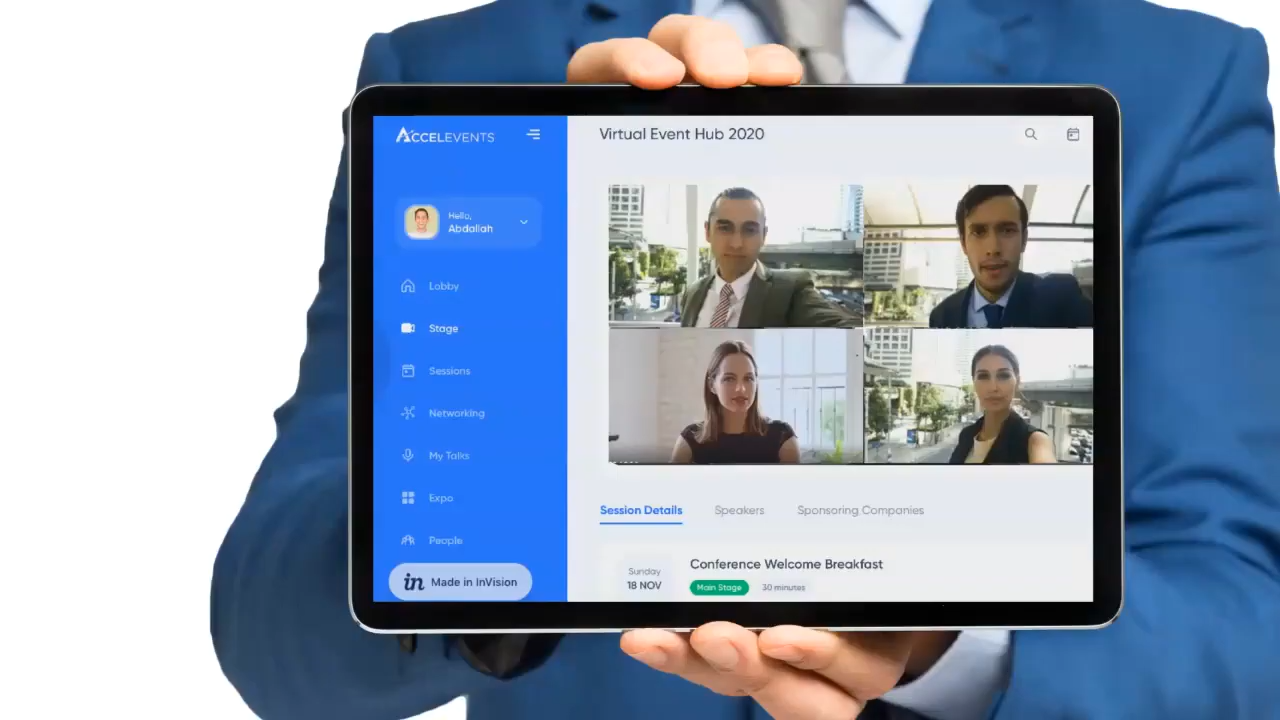 ACCELEVENTS
Virtual Event Hub 2020
Hello,
Abdallah
Lobby
Stage
Sessions
Networking
My Talks
Expo
People
in Made in InVision
Session Details
Speakers
Sponsoring Companies
Sunday
18 NOV
Conference Welcome Breakfast
Main Stage
30 minutes